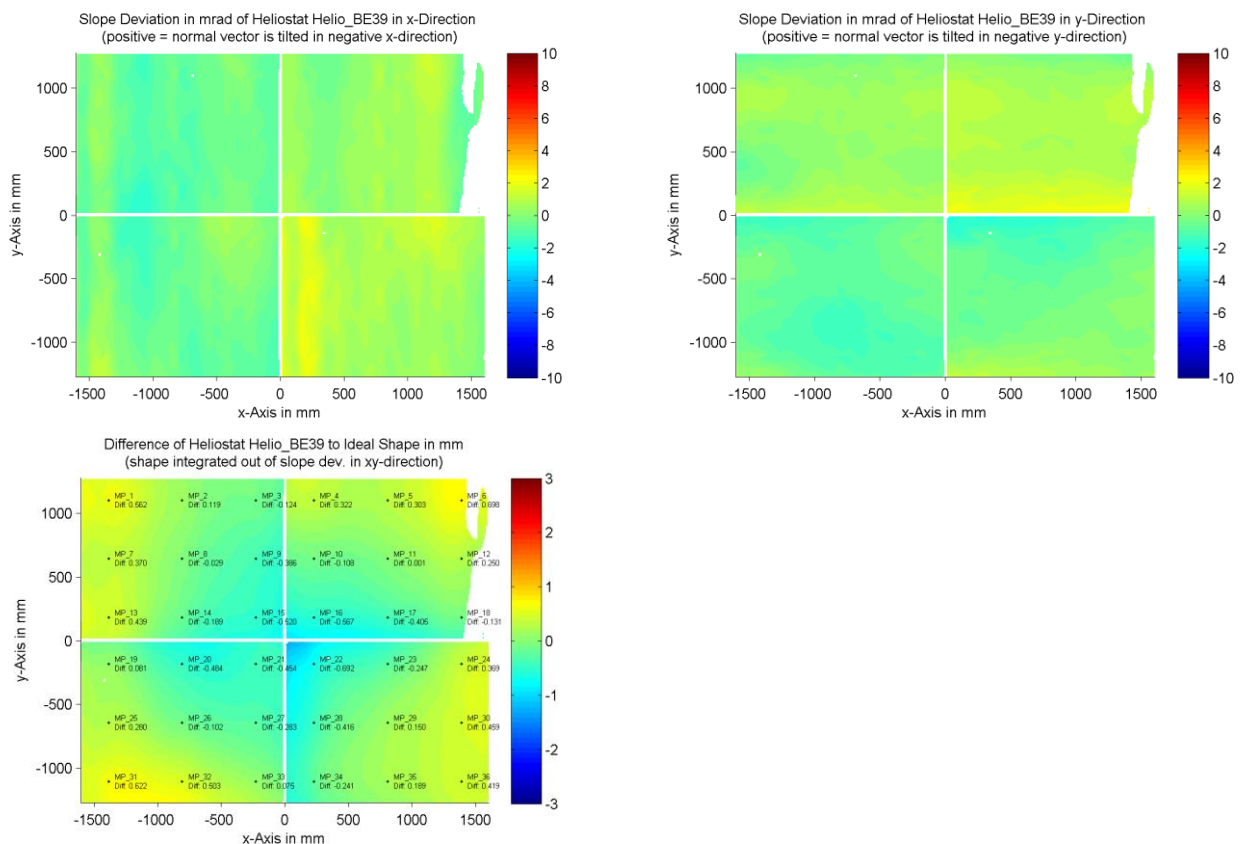 Slope Deviation in mrad of Heliostat Helio_BE39 in x-Direction
(positive = normal vector is tilted in negative x-direction)
1000
500
0
-500
-1000
y-Axis in mm
-1500 -1000 -500 0 500 1000 1500
x-Axis in mm
10
8
6
4
2
0
-2
-4
-6
-8
-10
Slope Deviation in mrad of Heliostat Helio_BE39 in y-Direction
(positive = normal vector is tilted in negative y-direction)
1000
500
0
-500
-1000
y-Axis in mm
-1500 -1000 -500 0 500 1000 1500
x-Axis in mm
10
8
6
4
2
0
-2
-4
-6
-8
-10
Difference of Heliostat Helio_BE39 to Ideal Shape in mm
(shape integrated out of slope dev. in xy-direction)
1000
500
0
-500
-1000
y-Axis in mm
MP_1 MP_2 MP_3 MP_4 MP_5 MP_6
Diff: 0.562 Diff: 0.119 Diff: -0.124 Diff: 0.322 Diff: 0.303 Diff: 0.698
MP_7 MP_8 MP_9 MP_10 MP_11 MP_12
Diff: 0.370 Diff: -0.029 Diff: -0.386 Diff: -0.108 Diff: 0.001 Diff: 0.250
MP_13 MP_14 MP_15 MP_16 MP_17 MP_18
Diff: 0.439 Diff: -0.189 Diff: -0.520 Diff: -0.567 Diff: -0.405 Diff: -0.131
MP_19 MP_20 MP_21 MP_22 MP_23 MP_24
Diff: 0.081 Diff: -0.484 Diff: -0.454 Diff: -0.692 Diff: -0.247 Diff: 0.369
MP_25 MP_26 MP_27 MP_28 MP_29 MP_30
Diff: 0.280 Diff: -0.102 Diff: -0.283 Diff: -0.416 Diff: 0.150 Diff: 0.459
MP_31 MP_32 MP_33 MP_34 MP_35 MP_36
Diff: 0.622 Diff: 0.503 Diff: 0.075 Diff: -0.241 Diff: 0.189 Diff: 0.419
-1500 -1000 -500 0 500 1000 1500
x-Axis in mm
3
2
1
0
-1
-2
-3